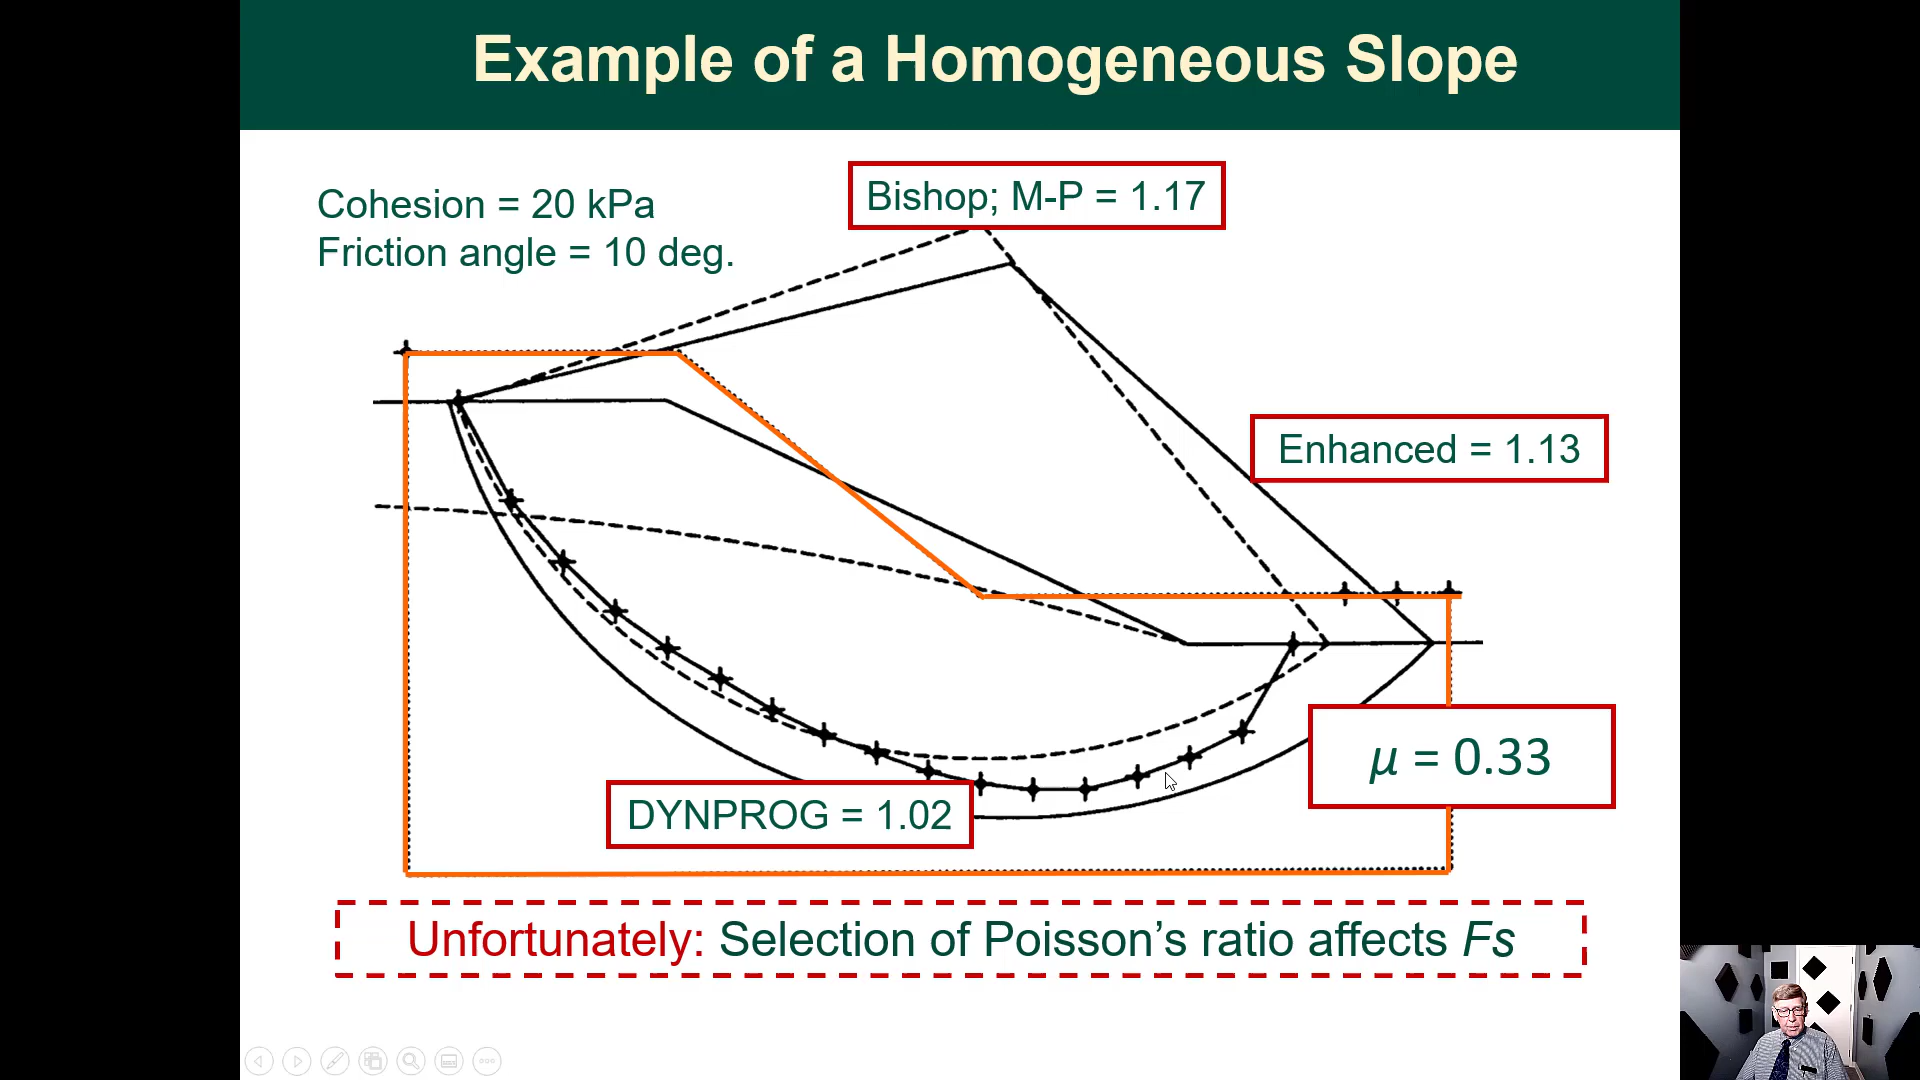 Example of a Homogeneous Slope
Cohesion = 20 kPa
Friction angle = 10 deg.
Bishop; M-P = 1.17
Enhanced = 1.13
μ = 0.33
DYNPROG = 1.02
Unfortunately: Selection of Poisson’s ratio affects Fs